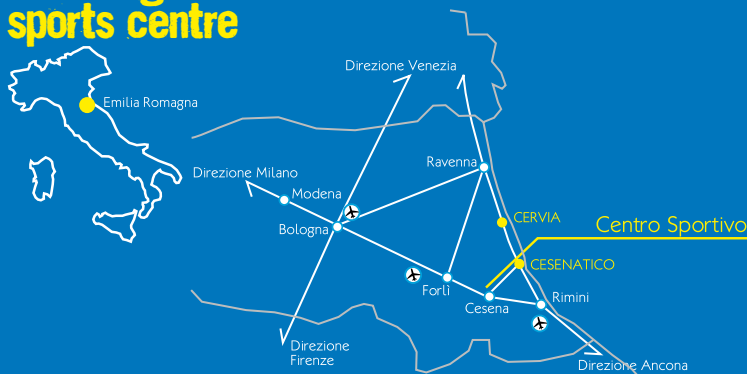 sports centre
Direzione Venezia
Emilia Romagna
Ravenna
Direzione Milano
Modena
CERVIA
Centro Sportivo
Bologna
CESENATICO
Forlì
Rimini
Cesena
Direzione
Firenze
Direzione Ancona